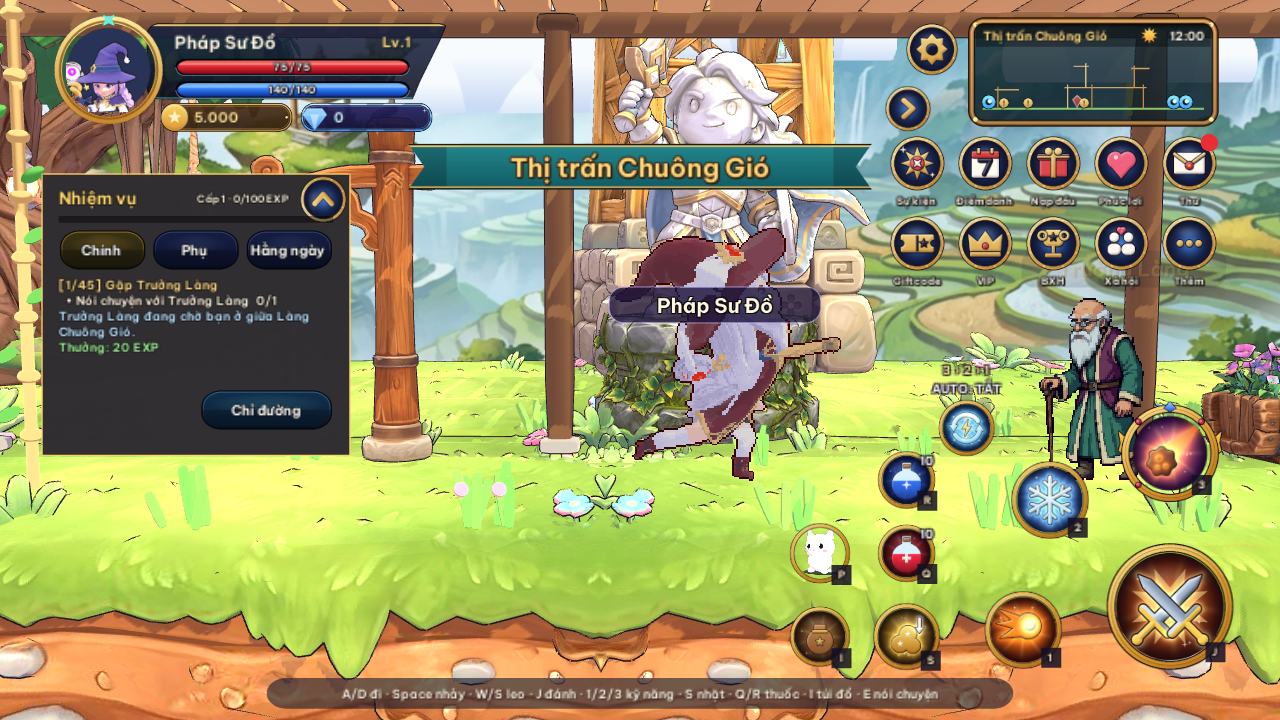 Pháp Sư Đồ
Lv.1
75/75
140/140
5.000
0
Thị trấn Chuông Gió
12:00
Thị trấn Chuông Gió
Nhiệm vụ
Cấp 1 · 0/100 EXP
Chính
Phụ
Hằng ngày
[1/45] Gặp Trưởng Làng
• Nói chuyện với Trưởng Làng 0/1
Trưởng Làng đang chờ bạn ở giữa Làng
Chuông Gió.
Thưởng: 20 EXP
Chỉ đường
7
Sự kiện
Điểm danh
Nạp đầu
Phúc lợi
Thư
Giftcode
VIP
BXH
Xã hội
Thêm
Pháp Sư Đồ
AUTO: TẮT
10
R
3
2
10
Q
P
I
S
1
J
A/D đi · Space nhảy · W/S leo · J đánh · 1/2/3 kỹ năng · S nhặt · Q/R thuốc · I túi đồ · E nói chuyện